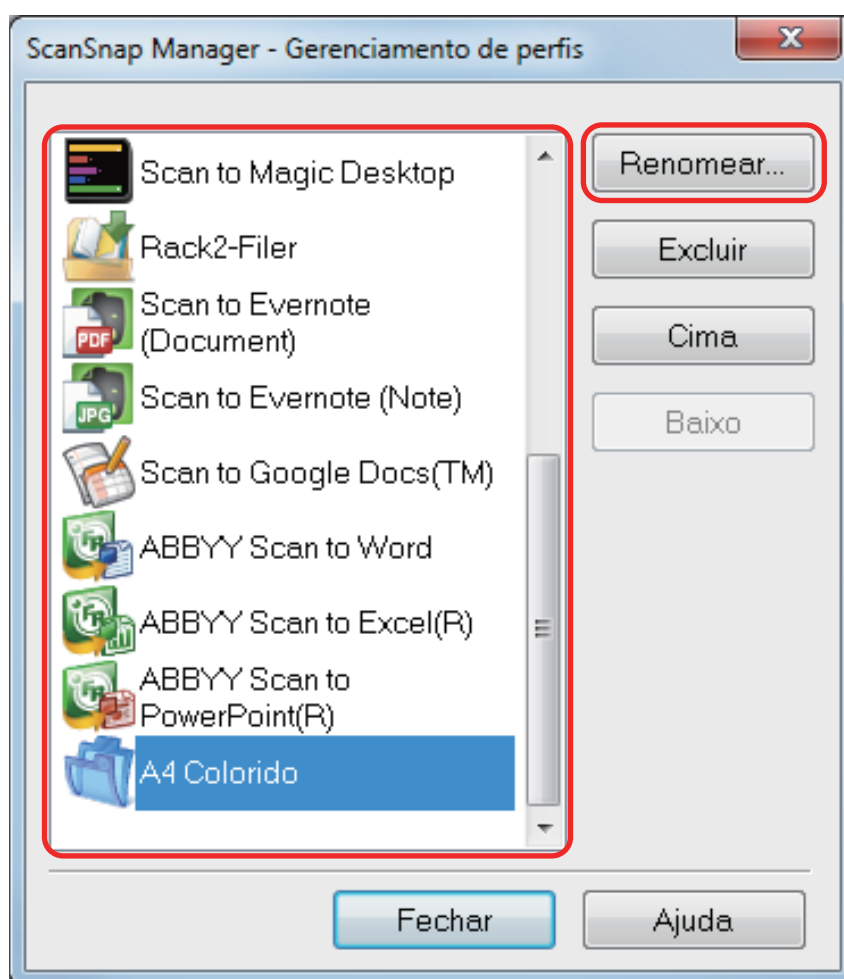 ScanSnap Manager - Gerenciamento de perfis
Scan to Magic Desktop
Renomear...
Rack2-Filer
Excluir
Scan to Evernote
(Document)
PDF
Cima
Scan to Evernote (Note)
JPG
Baixo
Scan to Google Docs(TM)
ABBYY Scan to Word
ABBYY Scan to Excel(R)
ABBYY Scan to
PowerPoint(R)
A4 Colorido
Fechar
Ajuda